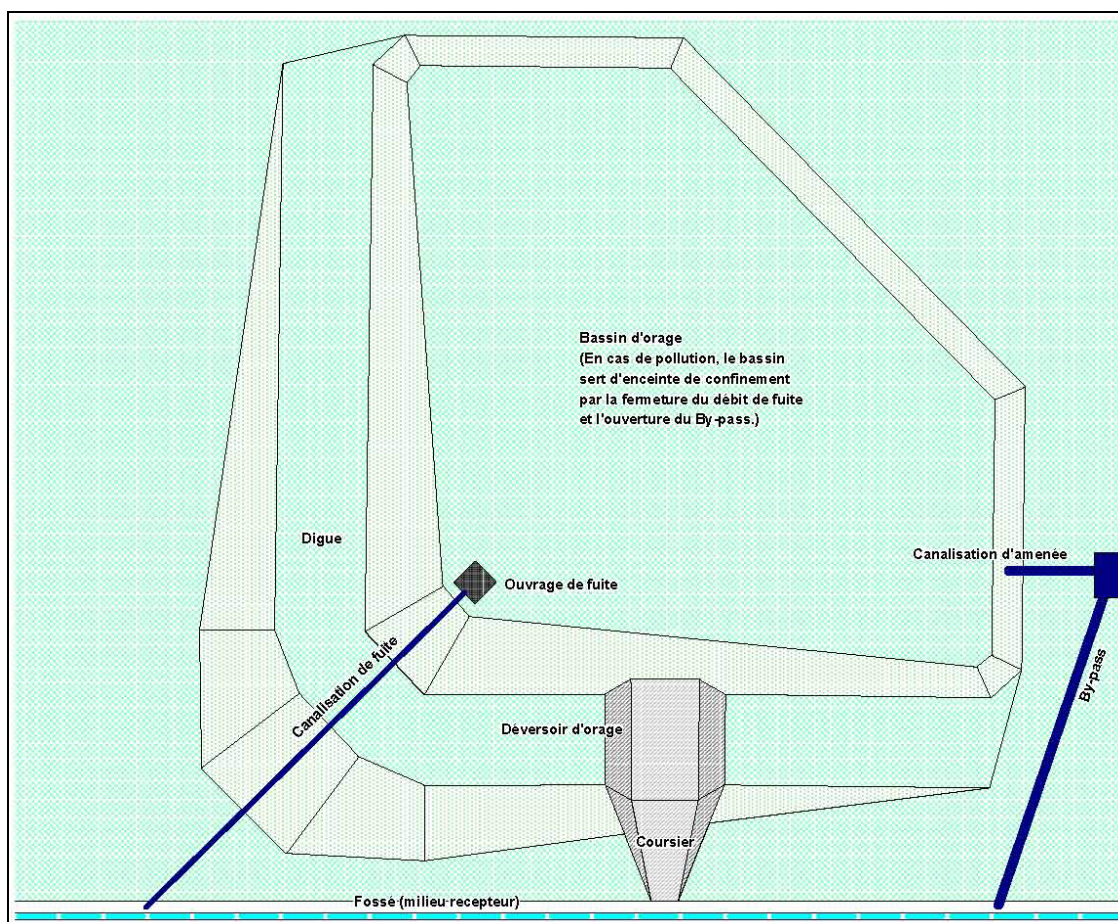 Bassin d'orage
(En cas de pollution, le bassin
sert d'enceinte de confinement
par la fermeture du débit de fuite
et l'ouverture du By-pass.)
Digue
Canalisation d'amenée
Ouvrage de fuite
Canalisation de fuite
By-pass
Déversoir d'orage
Coursier
Fossé (milieu recepteur)